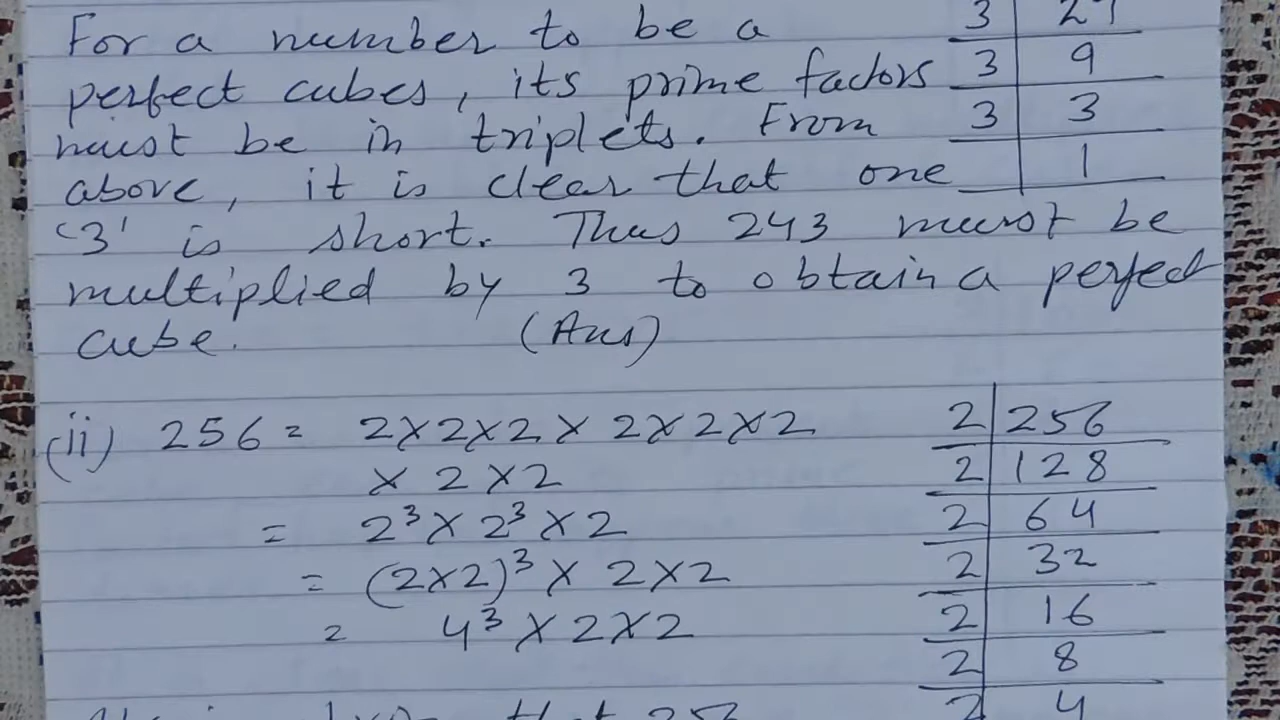 For a number to be a
perfect cubes, its prime factors
must be in triplets. From
above, it is clear that one
'3' is short. Thus 243 must be
multiplied by 3 to obtain a perfect
cube. (Ans)
3 | 27
3 | 9
3 | 3
| 1
(ii) 256 = 2×2×2 × 2×2×2
× 2×2
= 2³ × 2³ × 2
= (2×2)³ × 2×2
= 4³ × 2×2
2 | 256
2 | 128
2 | 64
2 | 32
2 | 16
2 | 8
2 | 4
that